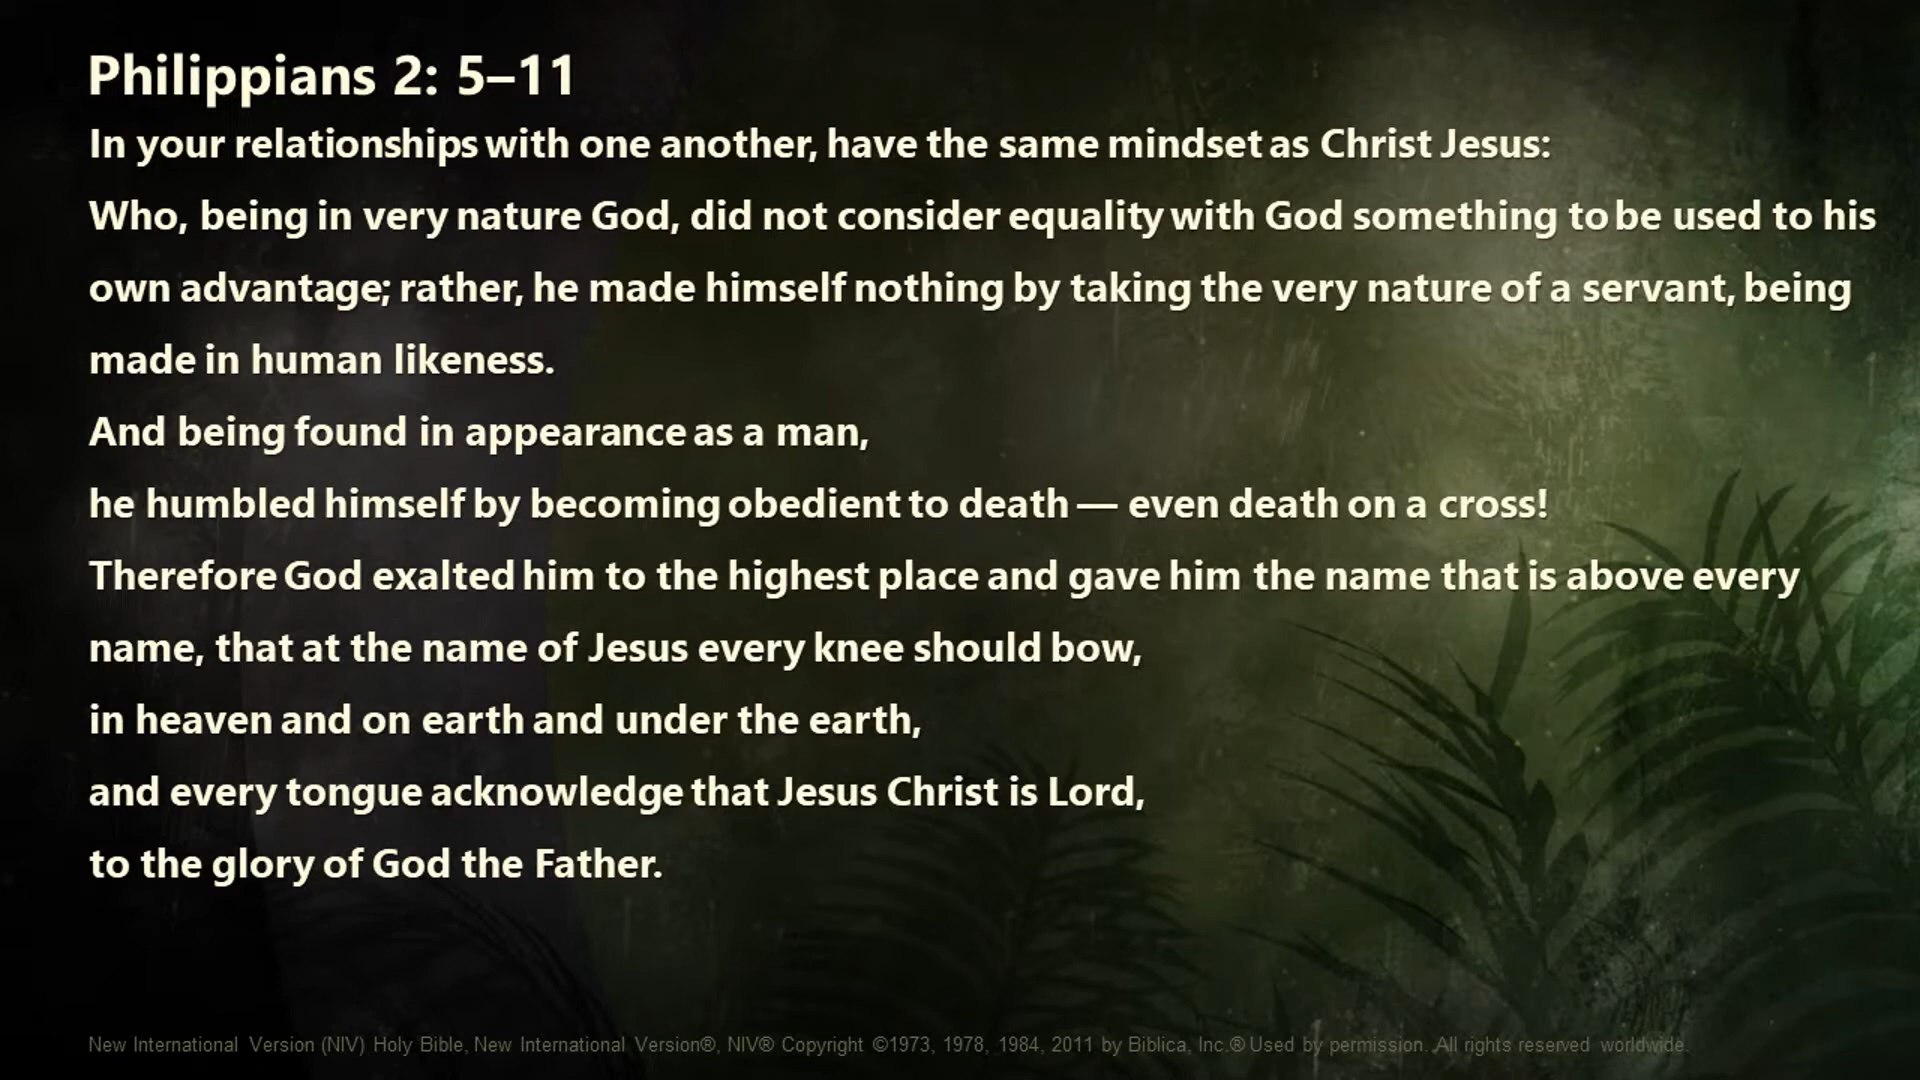 Philippians 2: 5–11
In your relationships with one another, have the same mindset as Christ Jesus:
Who, being in very nature God, did not consider equality with God something to be used to his
own advantage; rather, he made himself nothing by taking the very nature of a servant, being
made in human likeness.
And being found in appearance as a man,
he humbled himself by becoming obedient to death — even death on a cross!
Therefore God exalted him to the highest place and gave him the name that is above every
name, that at the name of Jesus every knee should bow,
in heaven and on earth and under the earth,
and every tongue acknowledge that Jesus Christ is Lord,
to the glory of God the Father.
New International Version (NIV) Holy Bible, New International Version®, NIV® Copyright ©1973, 1978, 1984, 2011 by Biblica, Inc.® Used by permission. All rights reserved worldwide.